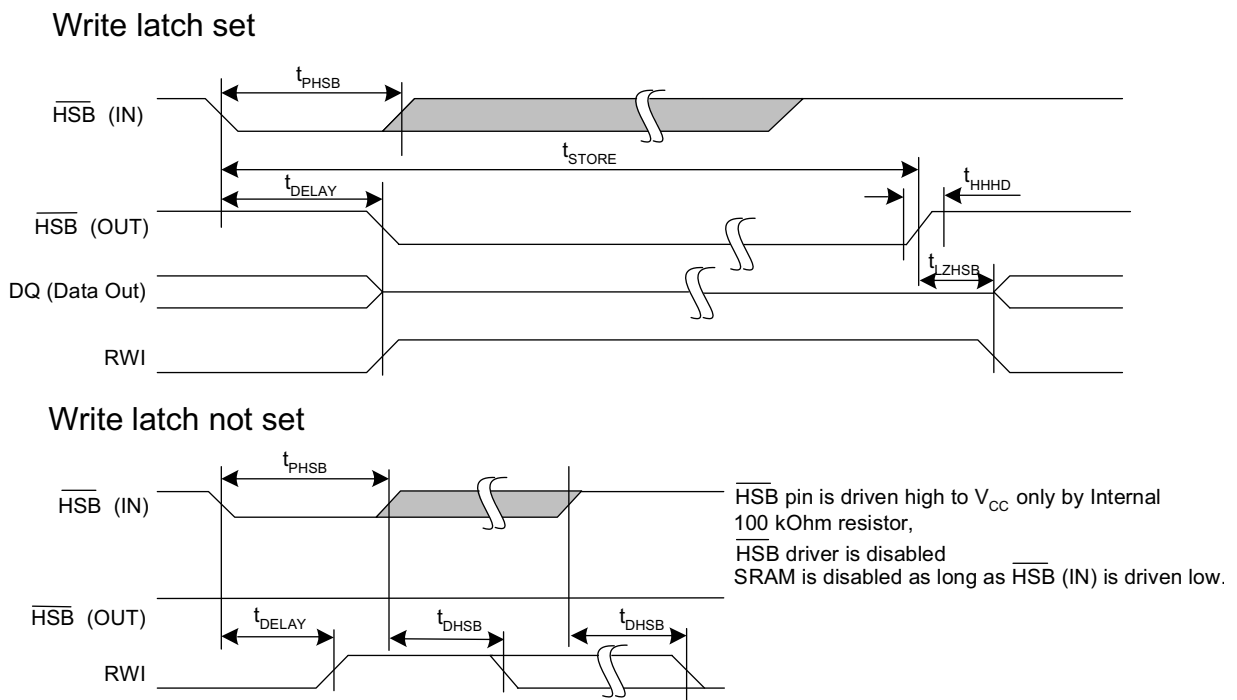 Write latch set
tPHSB
HSB (IN)
tSTORE
tHHHD
tDELAY
HSB (OUT)
tLZHSB
DQ (Data Out)
RWI
Write latch not set
tPHSB
HSB (IN)
HSB pin is driven high to VCC only by Internal
100 kOhm resistor,
HSB driver is disabled
SRAM is disabled as long as HSB (IN) is driven low.
HSB (OUT)
tDELAY
tDHSB
tDHSB
RWI